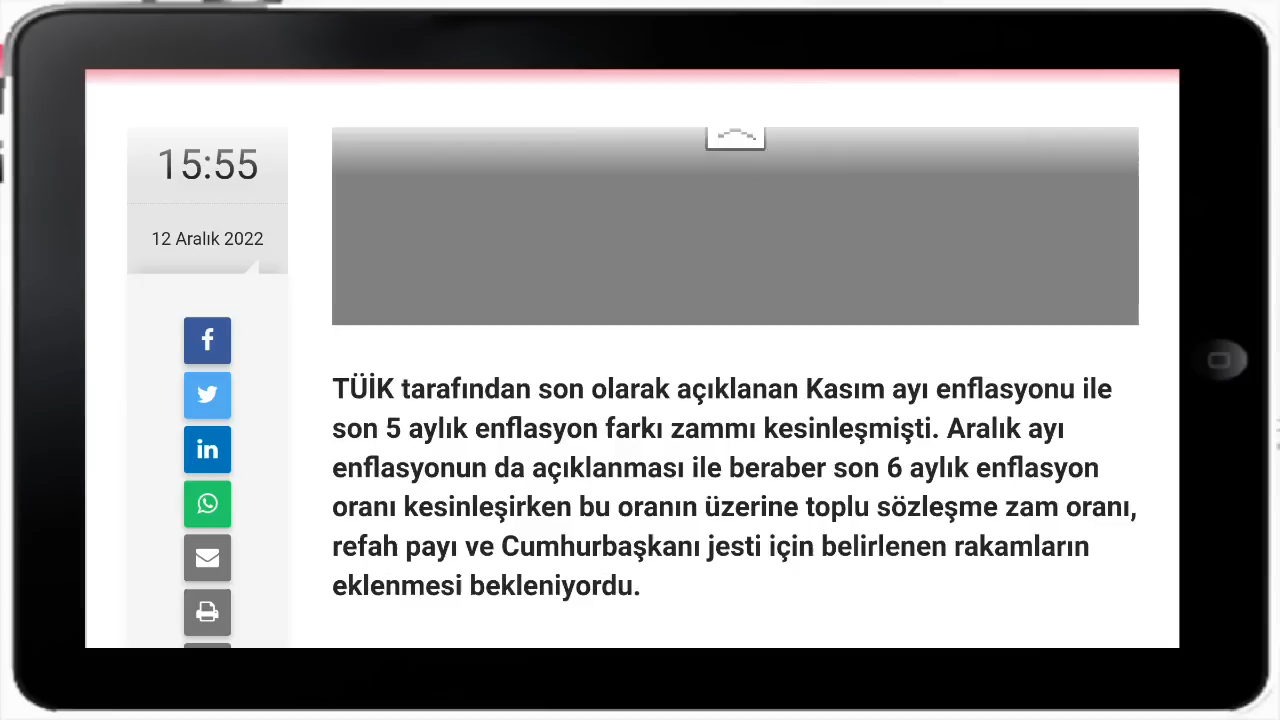 15:55
12 Aralık 2022
TÜİK tarafından son olarak açıklanan Kasım ayı enflasyonu ile
son 5 aylık enflasyon farkı zammı kesinleşmişti. Aralık ayı
enflasyonun da açıklanması ile beraber son 6 aylık enflasyon
oranı kesinleşirken bu oranın üzerine toplu sözleşme zam oranı,
refah payı ve Cumhurbaşkanı jesti için belirlenen rakamların
eklenmesi bekleniyordu.